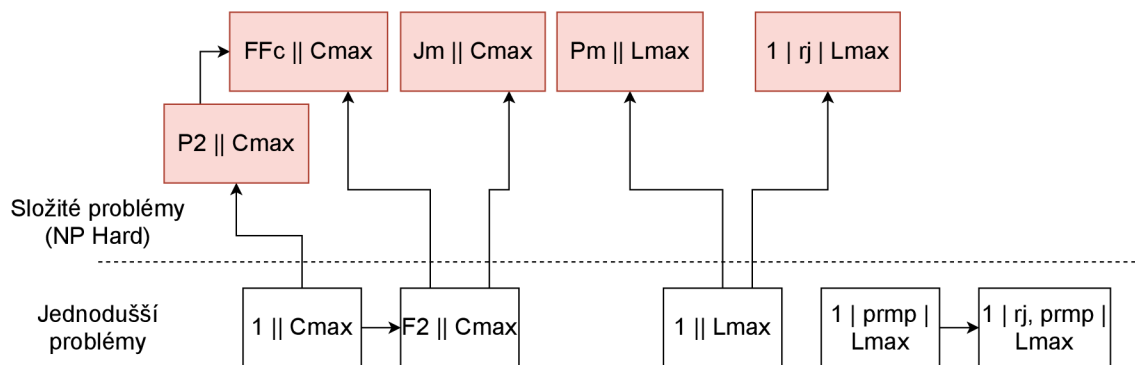 FFc || Cmax
Jm || Cmax
Pm || Lmax
1 | rj | Lmax
P2 || Cmax
Složité problémy
(NP Hard)
Jednodušší
problémy
1 || Cmax
F2 || Cmax
1 || Lmax
1 | prmp |
Lmax
1 | rj, prmp |
Lmax